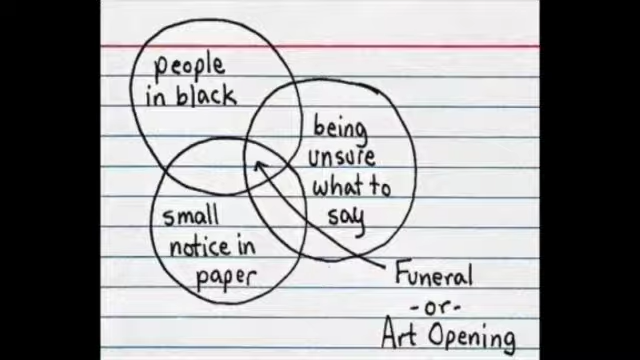 people
in black
being
unsure
what to
say
small
notice in
paper
Funeral
-or-
Art Opening